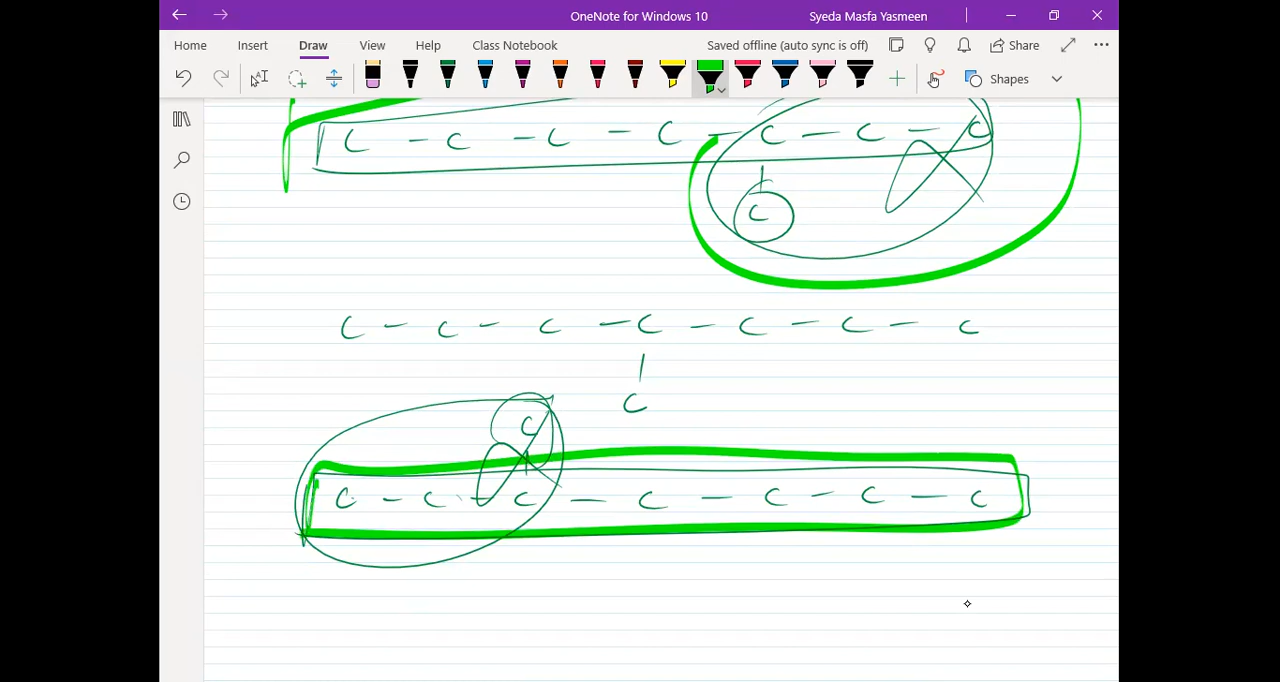 OneNote for Windows 10 Syeda Masfa Yasmeen
Home Insert Draw View Help Class Notebook Saved offline (auto sync is off) Share
Shapes
C - C - C - C - C - C - C
|
C
C - C - C - C - C - C - C
|
C
C
|
C - C - C - C - C - C - C